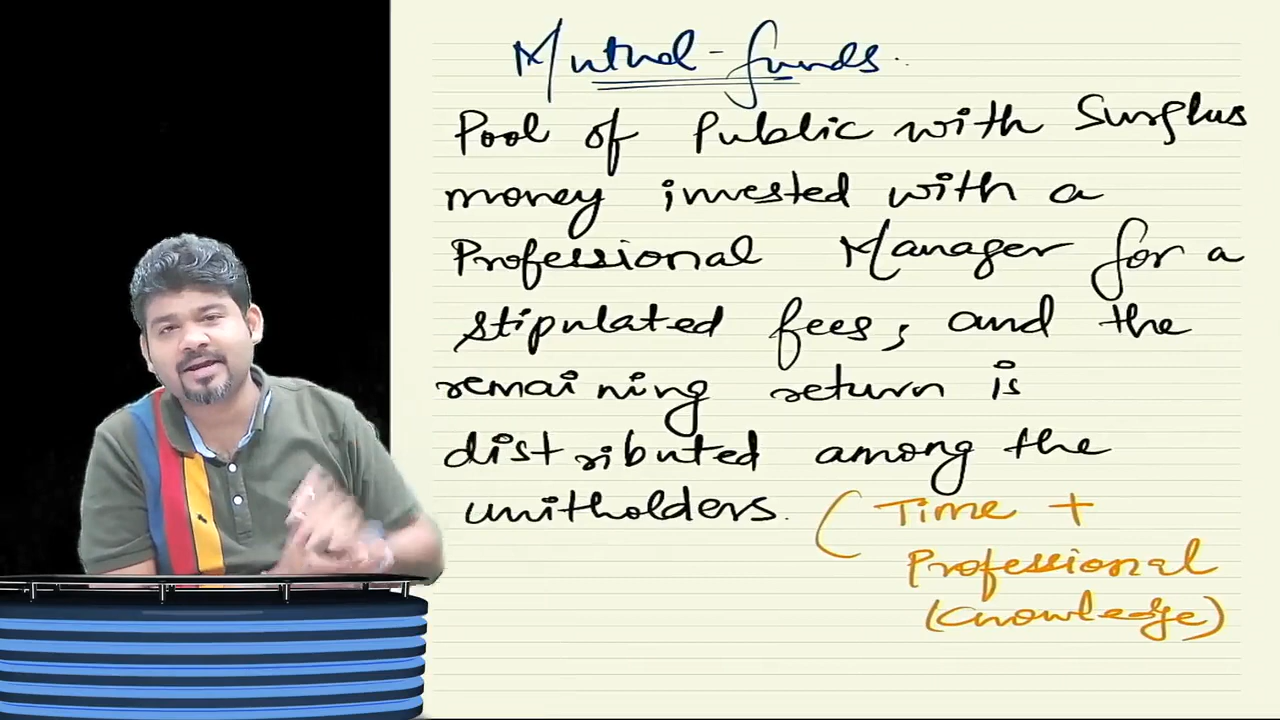 Mutual-funds.
Pool of Public with Surplus
money invested with a
Professional Manager for a
stipulated fees, and the
remaining return is
distributed among the
unitholders. (Time +
Professional
Knowledge)